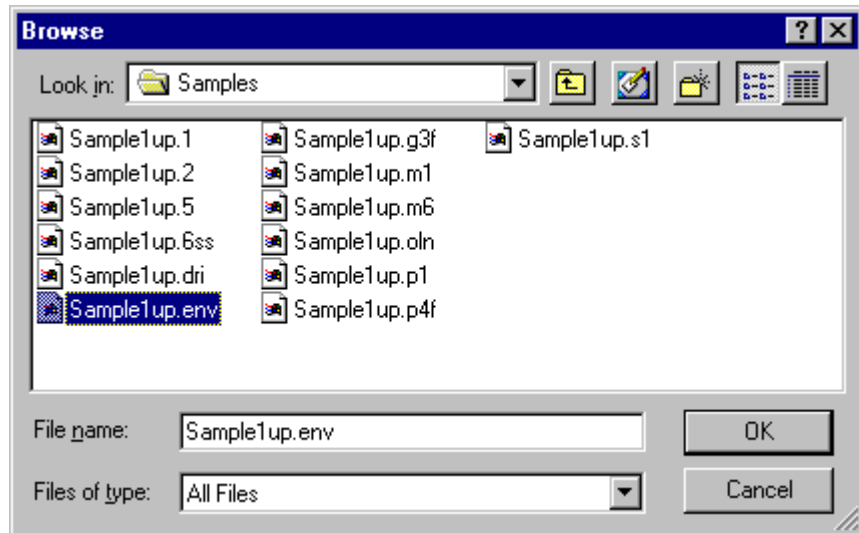 Browse
Look in: Samples
Sample1up.1 Sample1up.g3f Sample1up.s1
Sample1up.2 Sample1up.m1
Sample1up.5 Sample1up.m6
Sample1up.6ss Sample1up.oln
Sample1up.dri Sample1up.p1
Sample1up.env Sample1up.p4f
File name: Sample1up.env OK
Files of type: All Files Cancel